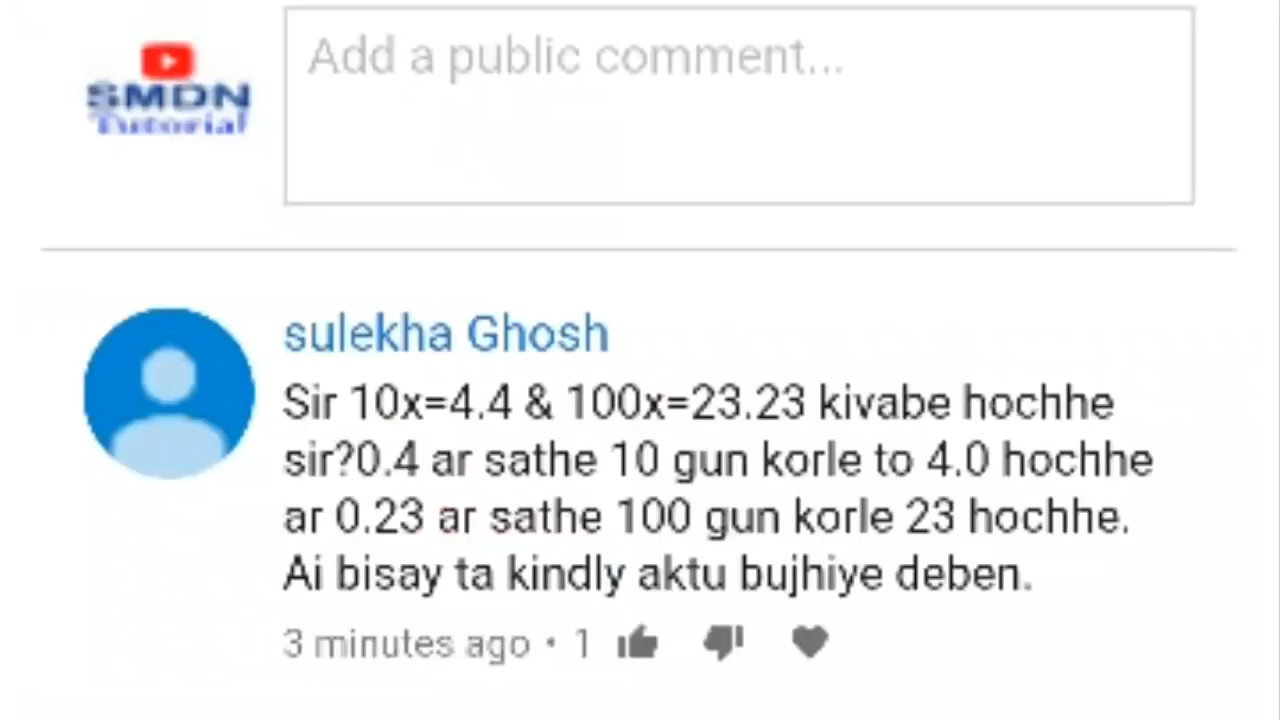 Add a public comment...
SMDN
Tutorial
sulekha Ghosh
Sir 10x=4.4 & 100x=23.23 kivabe hochhe
sir?0.4 ar sathe 10 gun korle to 4.0 hochhe
ar 0.23 ar sathe 100 gun korle 23 hochhe.
Ai bisay ta kindly aktu bujhiye deben.
3 minutes ago • 1